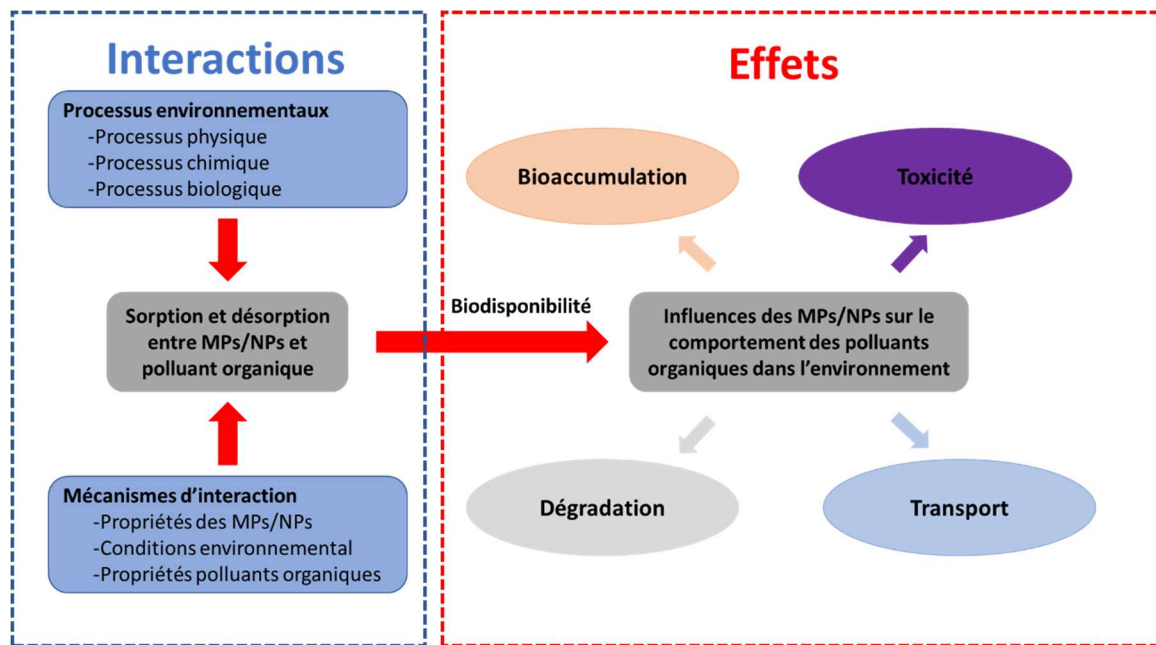 Interactions
Processus environnementaux
-Processus physique
-Processus chimique
-Processus biologique
Sorption et désorption
entre MPs/NPs et
polluant organique
Mécanismes d'interaction
-Propriétés des MPs/NPs
-Conditions environnemental
-Propriétés polluants organiques
Biodisponibilité
Effets
Bioaccumulation
Toxicité
Influences des MPs/NPs sur le
comportement des polluants
organiques dans l'environnement
Dégradation
Transport